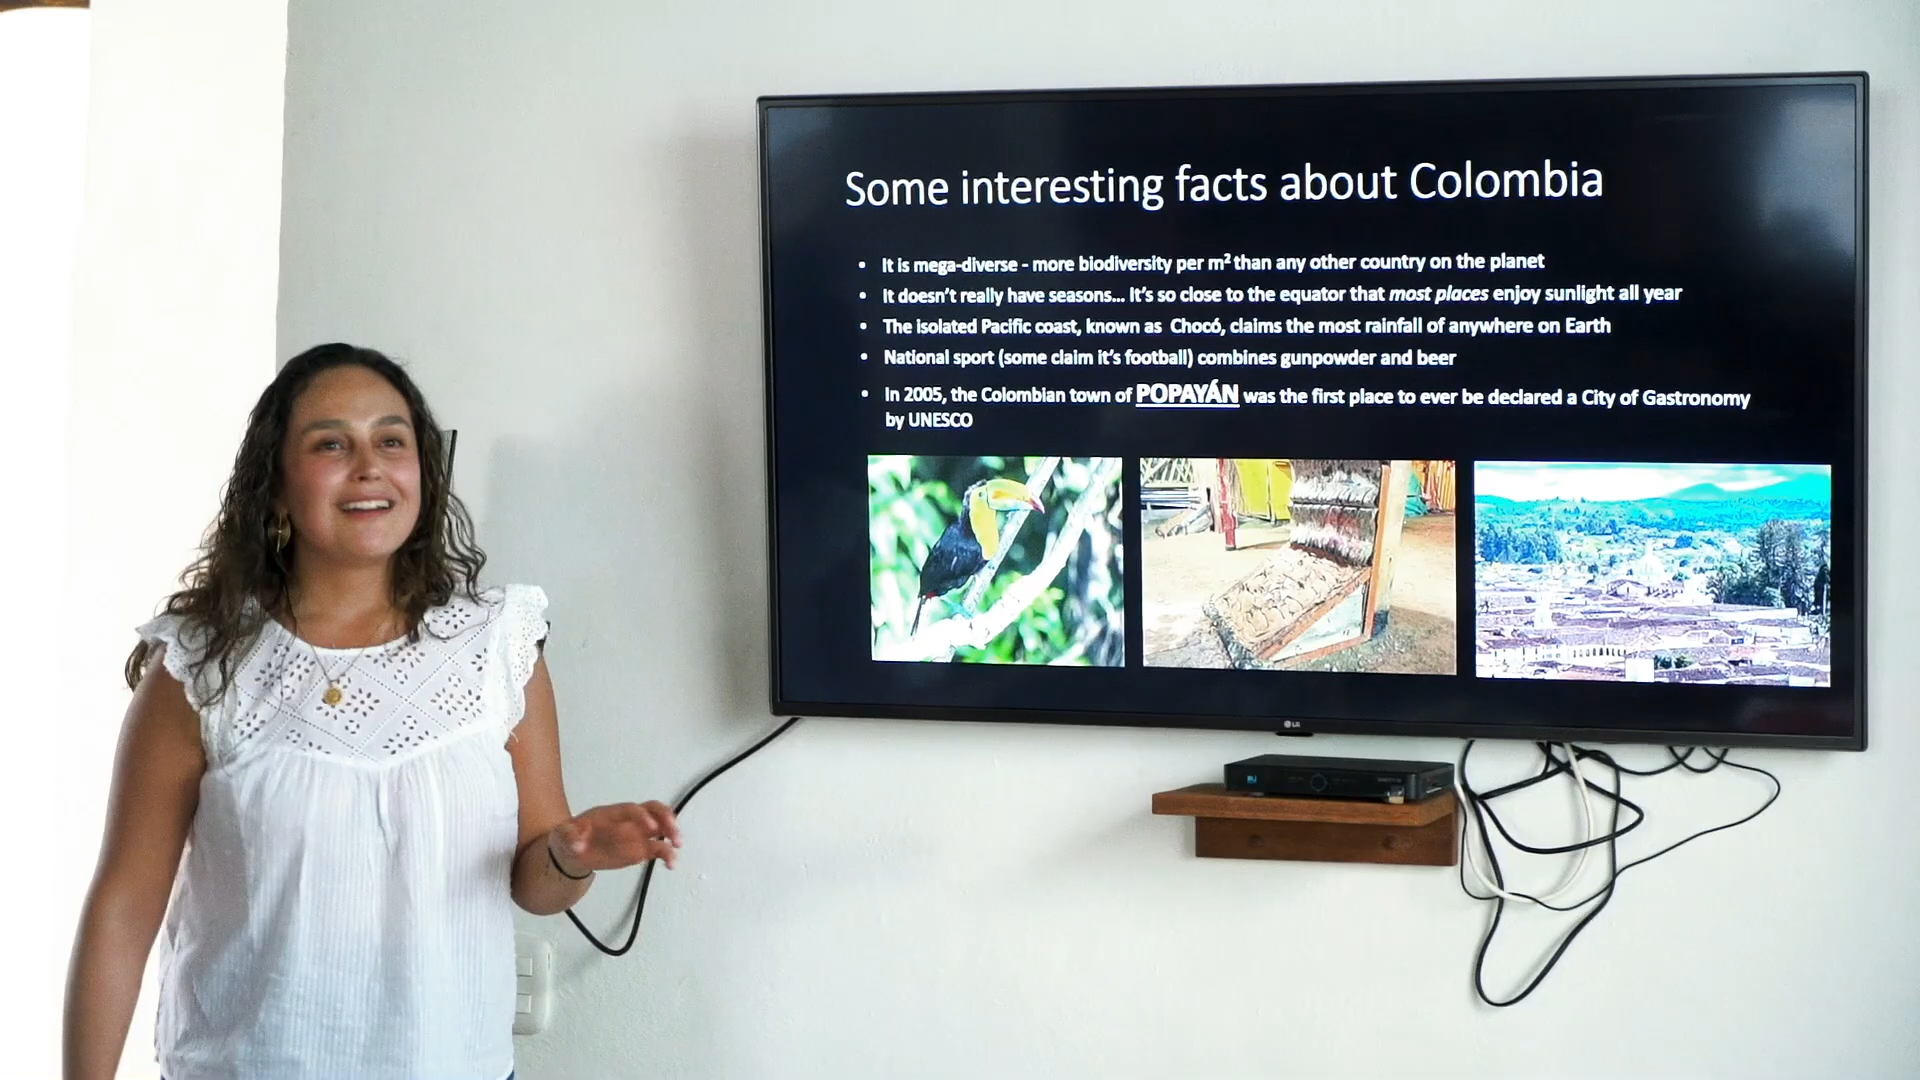 Some interesting facts about Colombia
• It is mega-diverse - more biodiversity per m² than any other country on the planet
• It doesn't really have seasons... It's so close to the equator that most places enjoy sunlight all year
• The isolated Pacific coast, known as Chocó, claims the most rainfall of anywhere on Earth
• National sport (some claim it's football) combines gunpowder and beer
• In 2005, the Colombian town of POPAYÁN was the first place to ever be declared a City of Gastronomy
by UNESCO
LG